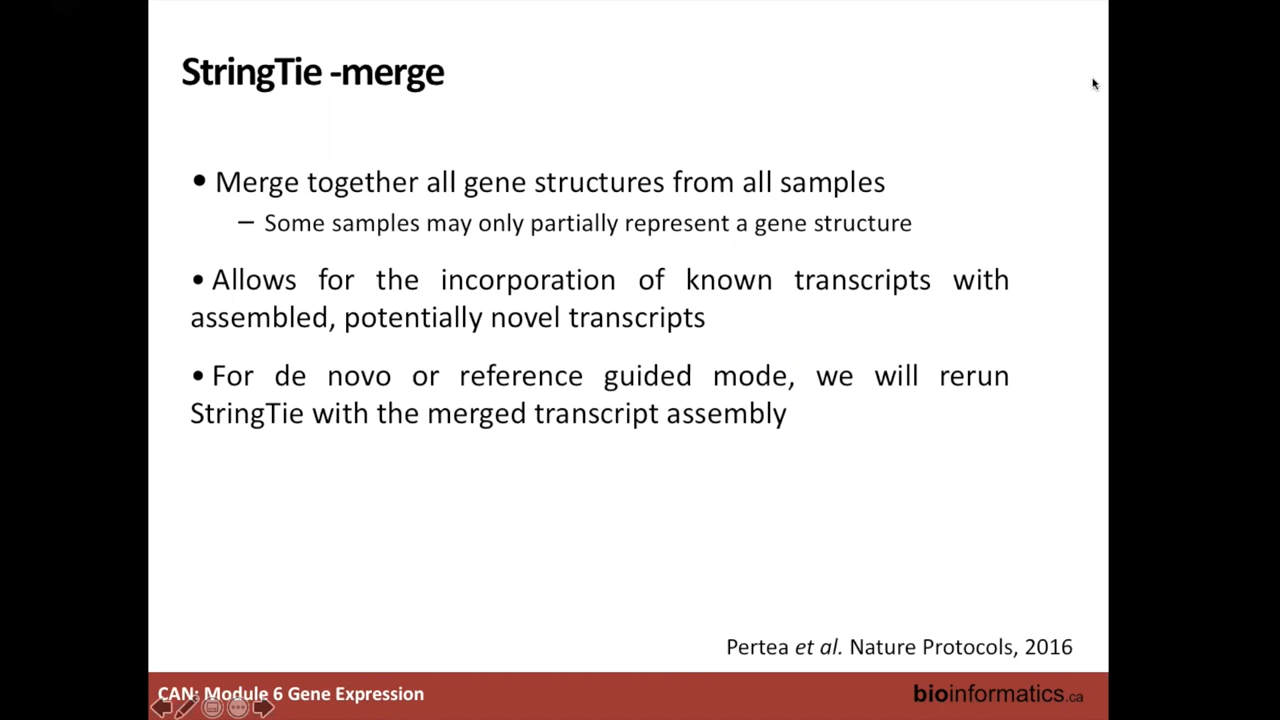 StringTie -merge
• Merge together all gene structures from all samples
– Some samples may only partially represent a gene structure
• Allows for the incorporation of known transcripts with
assembled, potentially novel transcripts
• For de novo or reference guided mode, we will rerun
StringTie with the merged transcript assembly
Pertea et al. Nature Protocols, 2016
CAN: Module 6 Gene Expression
bioinformatics.ca